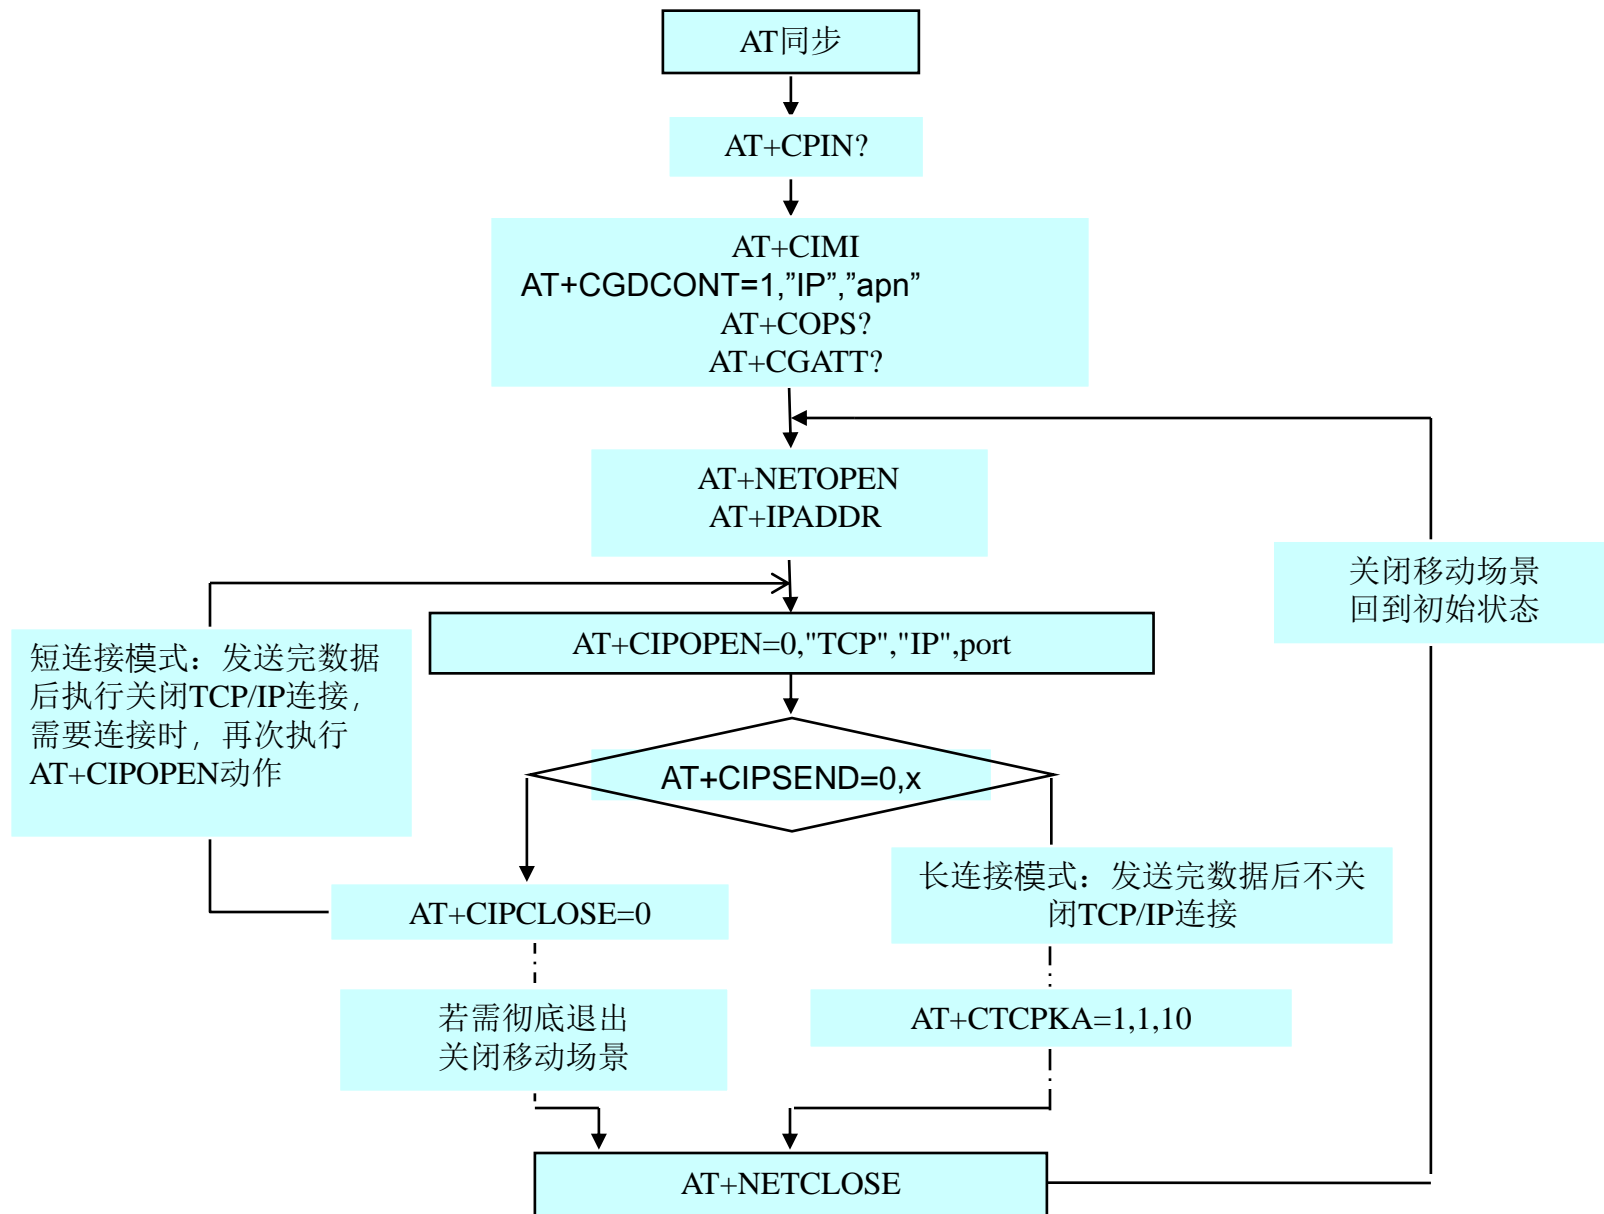 AT同步
AT+CPIN?
AT+CIMI
AT+CGDCONT=1,”IP”,”apn”
AT+COPS?
AT+CGATT?
AT+NETOPEN
AT+IPADDR
关闭移动场景
回到初始状态
AT+CIPOPEN=0,"TCP","IP",port
短连接模式：发送完数据
后执行关闭TCP/IP连接，
需要连接时，再次执行
AT+CIPOPEN动作
AT+CIPSEND=0,x
长连接模式：发送完数据后不关
闭TCP/IP连接
AT+CIPCLOSE=0
若需彻底退出
关闭移动场景
AT+CTCPKA=1,1,10
AT+NETCLOSE